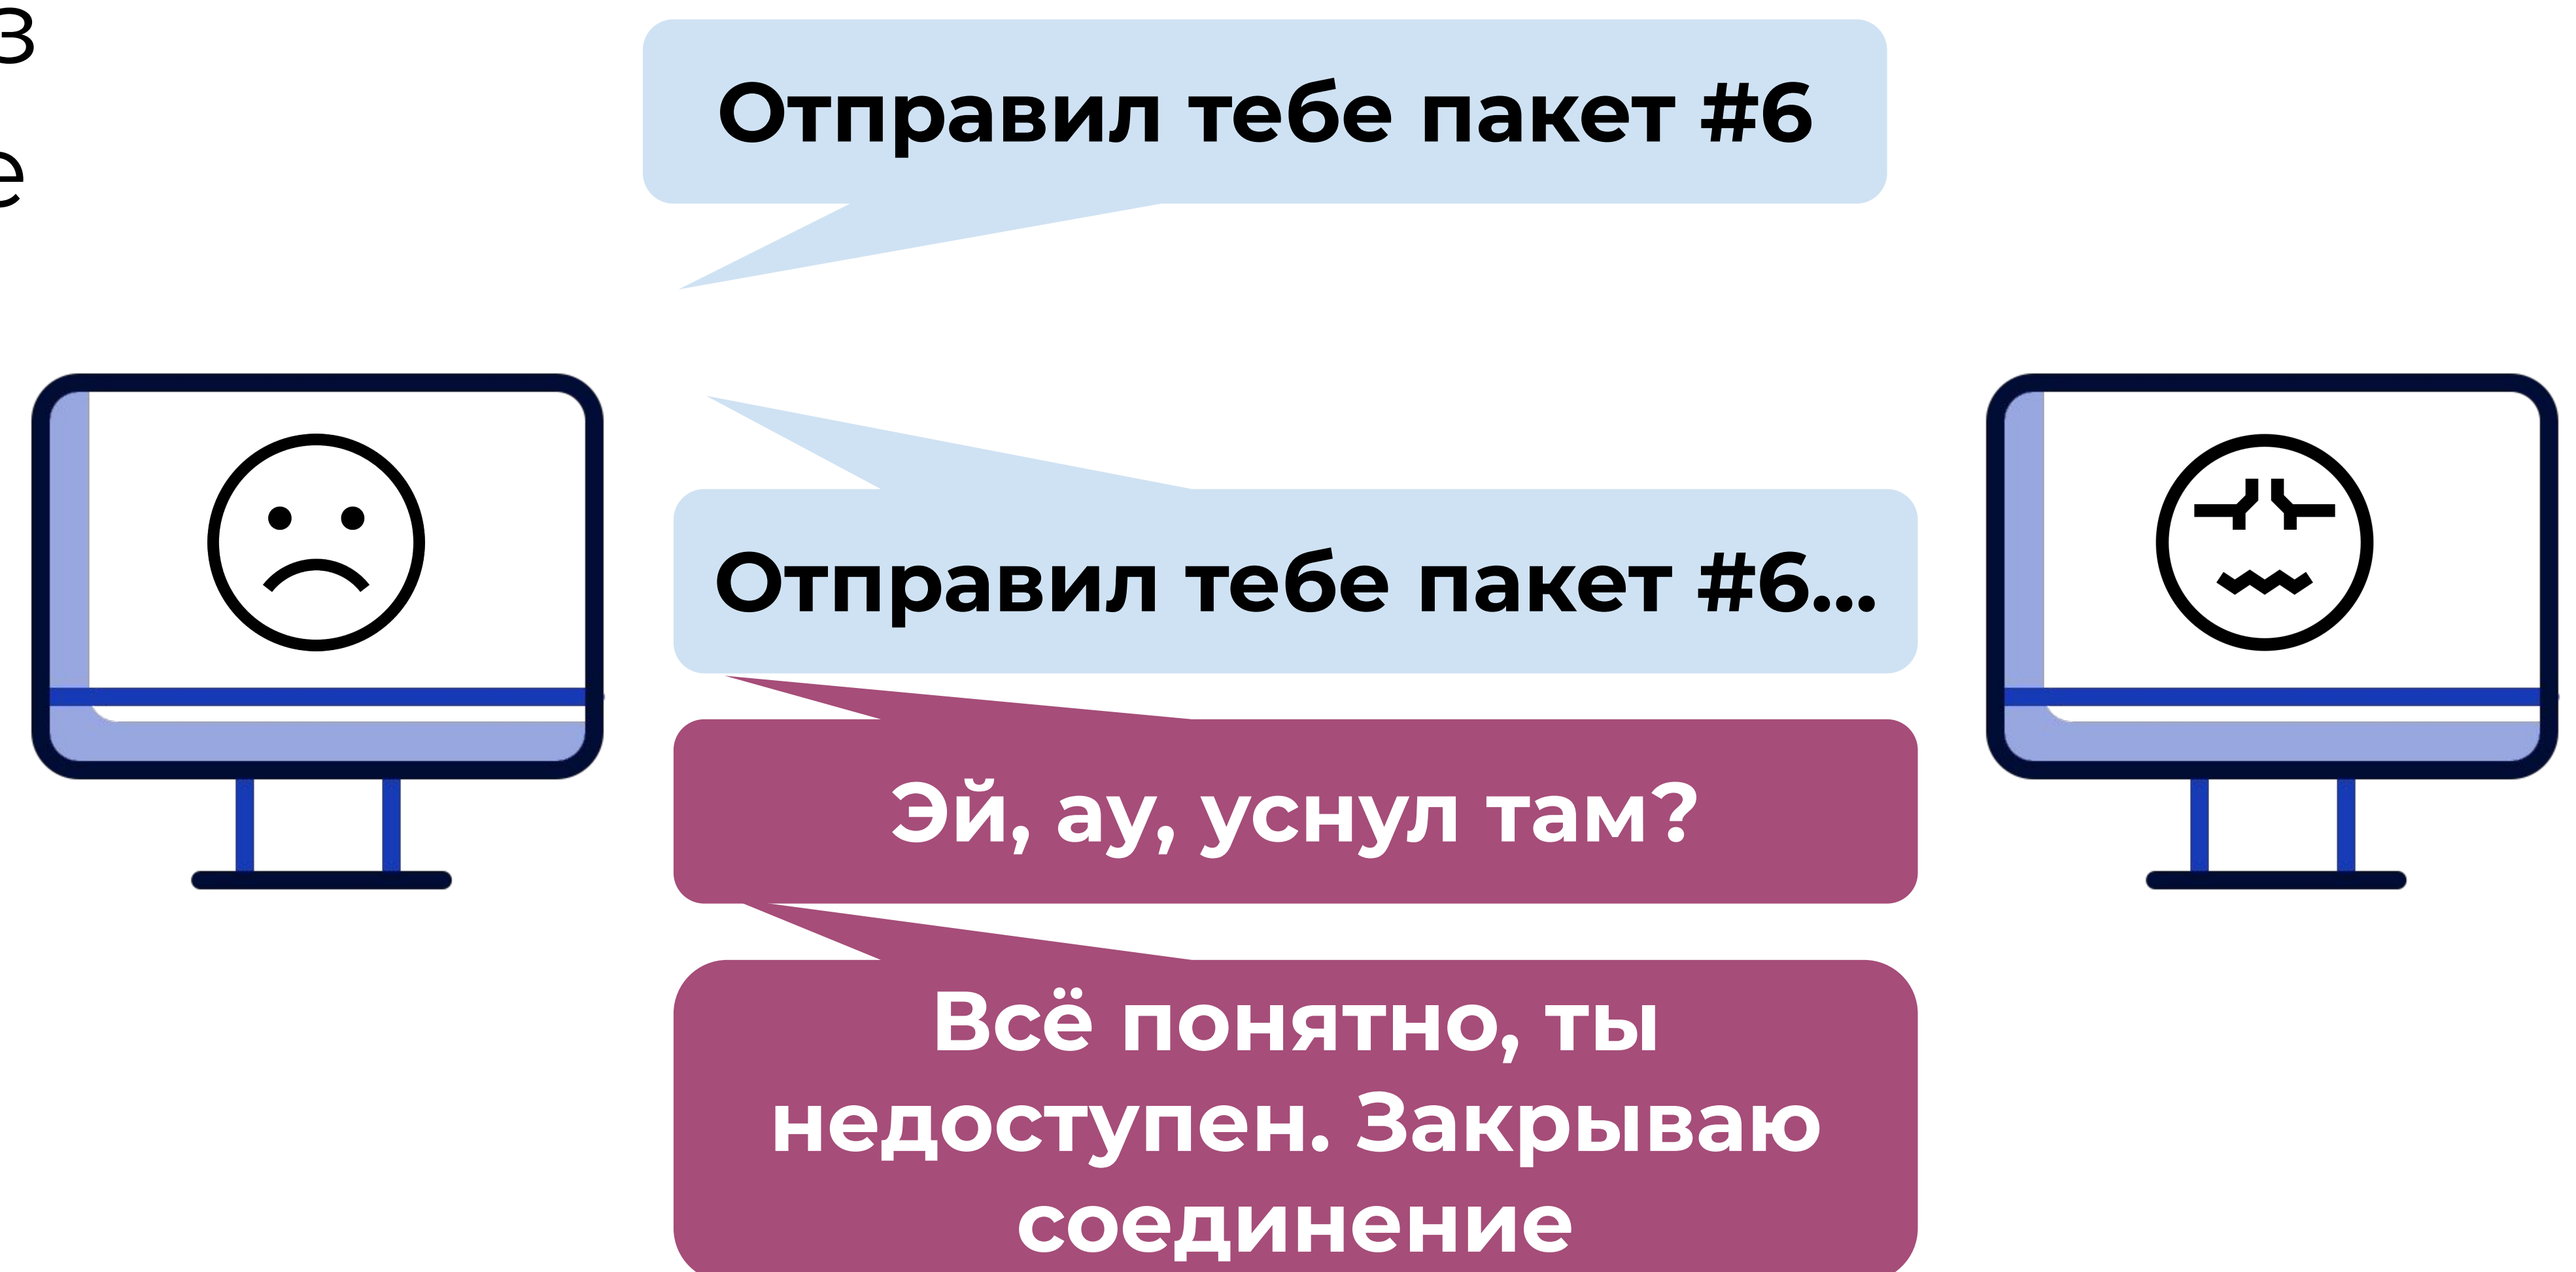 з
е
Отправил тебе пакет #6
Отправил тебе пакет #6...
Эй, ау, уснул там?
Всё понятно, ты
недоступен. Закрываю
соединение